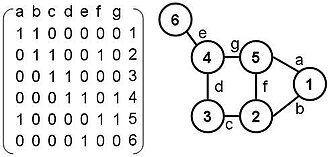 a b c d e f g
1 1 0 0 0 0 0 1
0 1 1 0 0 1 0 2
0 0 1 1 0 0 0 3
0 0 0 1 1 0 1 4
1 0 0 0 0 1 1 5
0 0 0 0 1 0 0 6
6
e
4 g 5
a
d f 1
b
3 c 2